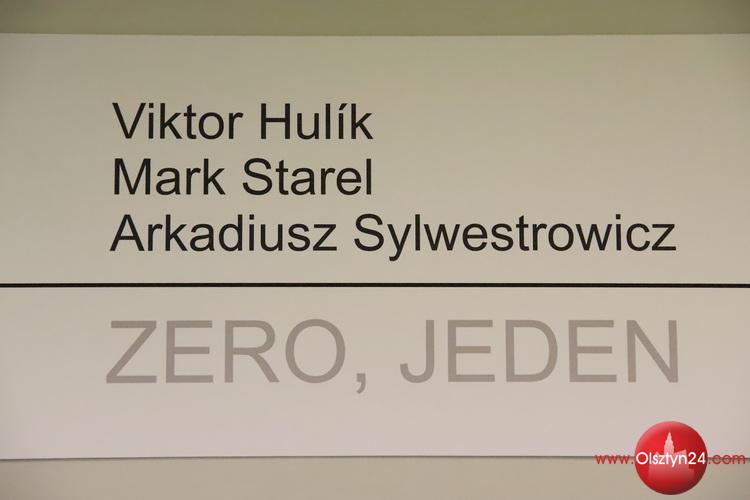 Viktor Hulík
Mark Starel
Arkadiusz Sylwestrowicz
ZERO, JEDEN
www.Olsztyn24.com